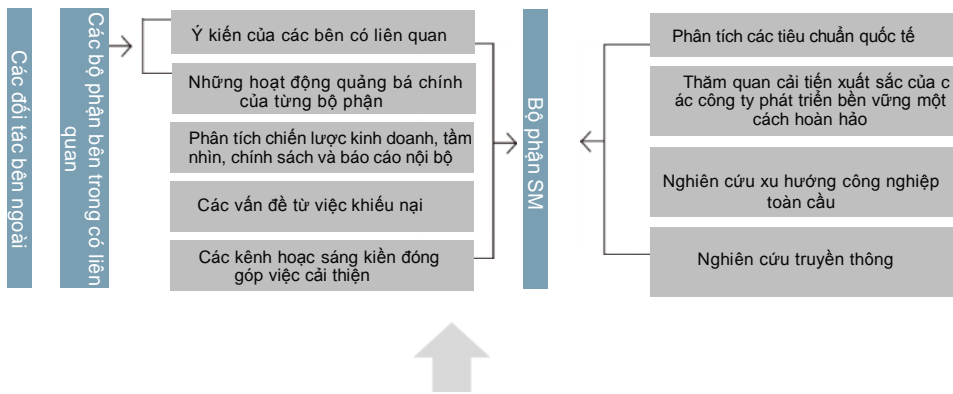 Các đối tác bên ngoài
Các bộ phận bên trong có liên
quan
Ý kiến của các bên có liên quan
Những hoạt động quảng bá chính
của từng bộ phận
Phân tích chiến lược kinh doanh, tầm
nhìn, chính sách và báo cáo nội bộ
Các vấn đề từ việc khiếu nại
Các kênh hoạc sáng kiền đóng
góp việc cải thiện
Bộ phận SM
Phân tích các tiêu chuẩn quốc tế
Thăm quan cải tiến xuất sắc của c
ác công ty phát triển bền vững một
cách hoàn hảo
Nghiên cứu xu hướng công nghiệp
toàn cầu
Nghiên cứu truyền thông